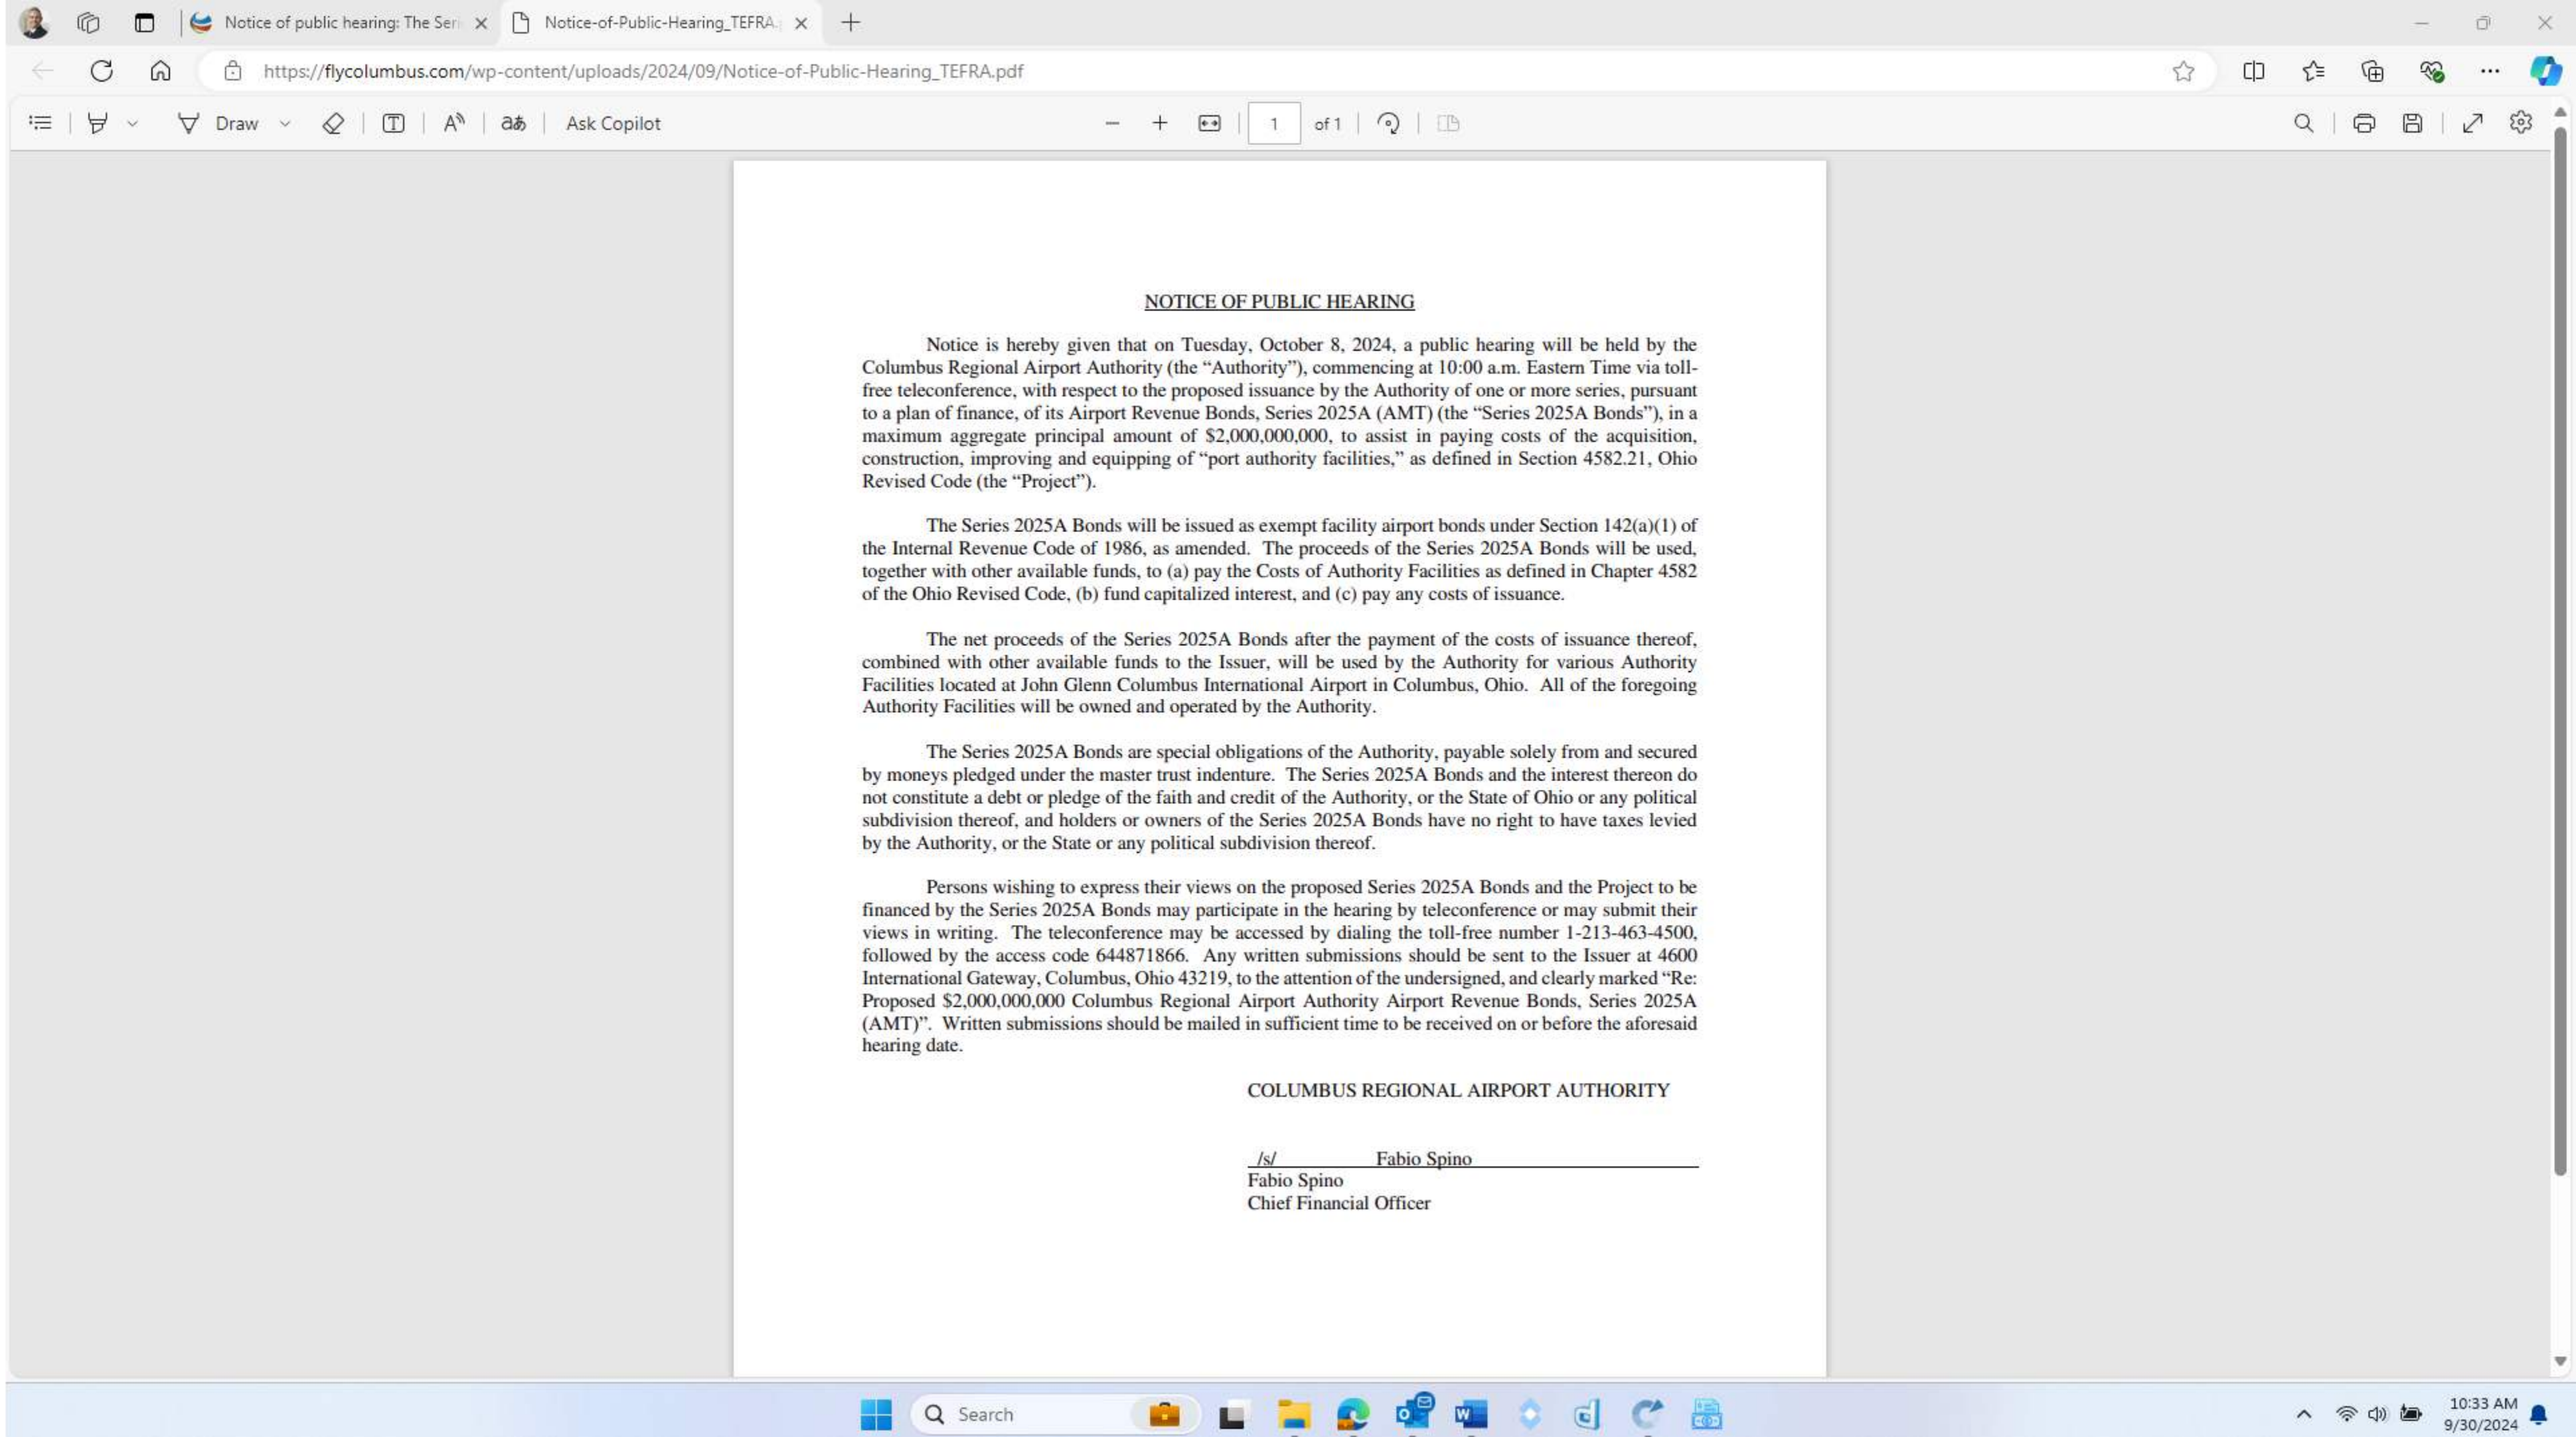 Notice of public hearing: The Seri
Notice-of-Public-Hearing_TEFRA.
https://flycolumbus.com/wp-content/uploads/2024/09/Notice-of-Public-Hearing_TEFRA.pdf
Draw
Ask Copilot
1 of 1
NOTICE OF PUBLIC HEARING
Notice is hereby given that on Tuesday, October 8, 2024, a public hearing will be held by the
Columbus Regional Airport Authority (the “Authority”), commencing at 10:00 a.m. Eastern Time via toll-
free teleconference, with respect to the proposed issuance by the Authority of one or more series, pursuant
to a plan of finance, of its Airport Revenue Bonds, Series 2025A (AMT) (the “Series 2025A Bonds”), in a
maximum aggregate principal amount of $2,000,000,000, to assist in paying costs of the acquisition,
construction, improving and equipping of “port authority facilities,” as defined in Section 4582.21, Ohio
Revised Code (the “Project”).
The Series 2025A Bonds will be issued as exempt facility airport bonds under Section 142(a)(1) of
the Internal Revenue Code of 1986, as amended. The proceeds of the Series 2025A Bonds will be used,
together with other available funds, to (a) pay the Costs of Authority Facilities as defined in Chapter 4582
of the Ohio Revised Code, (b) fund capitalized interest, and (c) pay any costs of issuance.
The net proceeds of the Series 2025A Bonds after the payment of the costs of issuance thereof,
combined with other available funds to the Issuer, will be used by the Authority for various Authority
Facilities located at John Glenn Columbus International Airport in Columbus, Ohio. All of the foregoing
Authority Facilities will be owned and operated by the Authority.
The Series 2025A Bonds are special obligations of the Authority, payable solely from and secured
by moneys pledged under the master trust indenture. The Series 2025A Bonds and the interest thereon do
not constitute a debt or pledge of the faith and credit of the Authority, or the State of Ohio or any political
subdivision thereof, and holders or owners of the Series 2025A Bonds have no right to have taxes levied
by the Authority, or the State or any political subdivision thereof.
Persons wishing to express their views on the proposed Series 2025A Bonds and the Project to be
financed by the Series 2025A Bonds may participate in the hearing by teleconference or may submit their
views in writing. The teleconference may be accessed by dialing the toll-free number 1-213-463-4500,
followed by the access code 644871866. Any written submissions should be sent to the Issuer at 4600
International Gateway, Columbus, Ohio 43219, to the attention of the undersigned, and clearly marked “Re:
Proposed $2,000,000,000 Columbus Regional Airport Authority Airport Revenue Bonds, Series 2025A
(AMT)”. Written submissions should be mailed in sufficient time to be received on or before the aforesaid
hearing date.
COLUMBUS REGIONAL AIRPORT AUTHORITY
/s/ Fabio Spino
Fabio Spino
Chief Financial Officer
Search
10:33 AM
9/30/2024